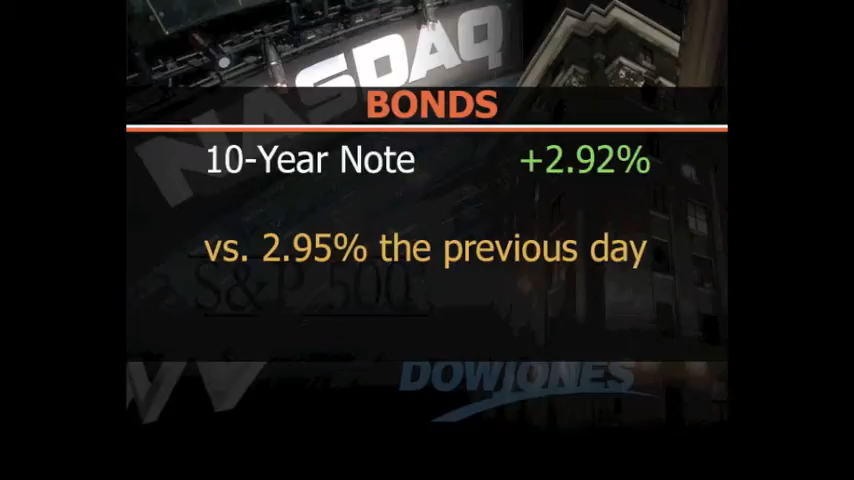 NASDAQ
BONDS
10-Year Note +2.92%
vs. 2.95% the previous day
S&P 500
DOWJONES